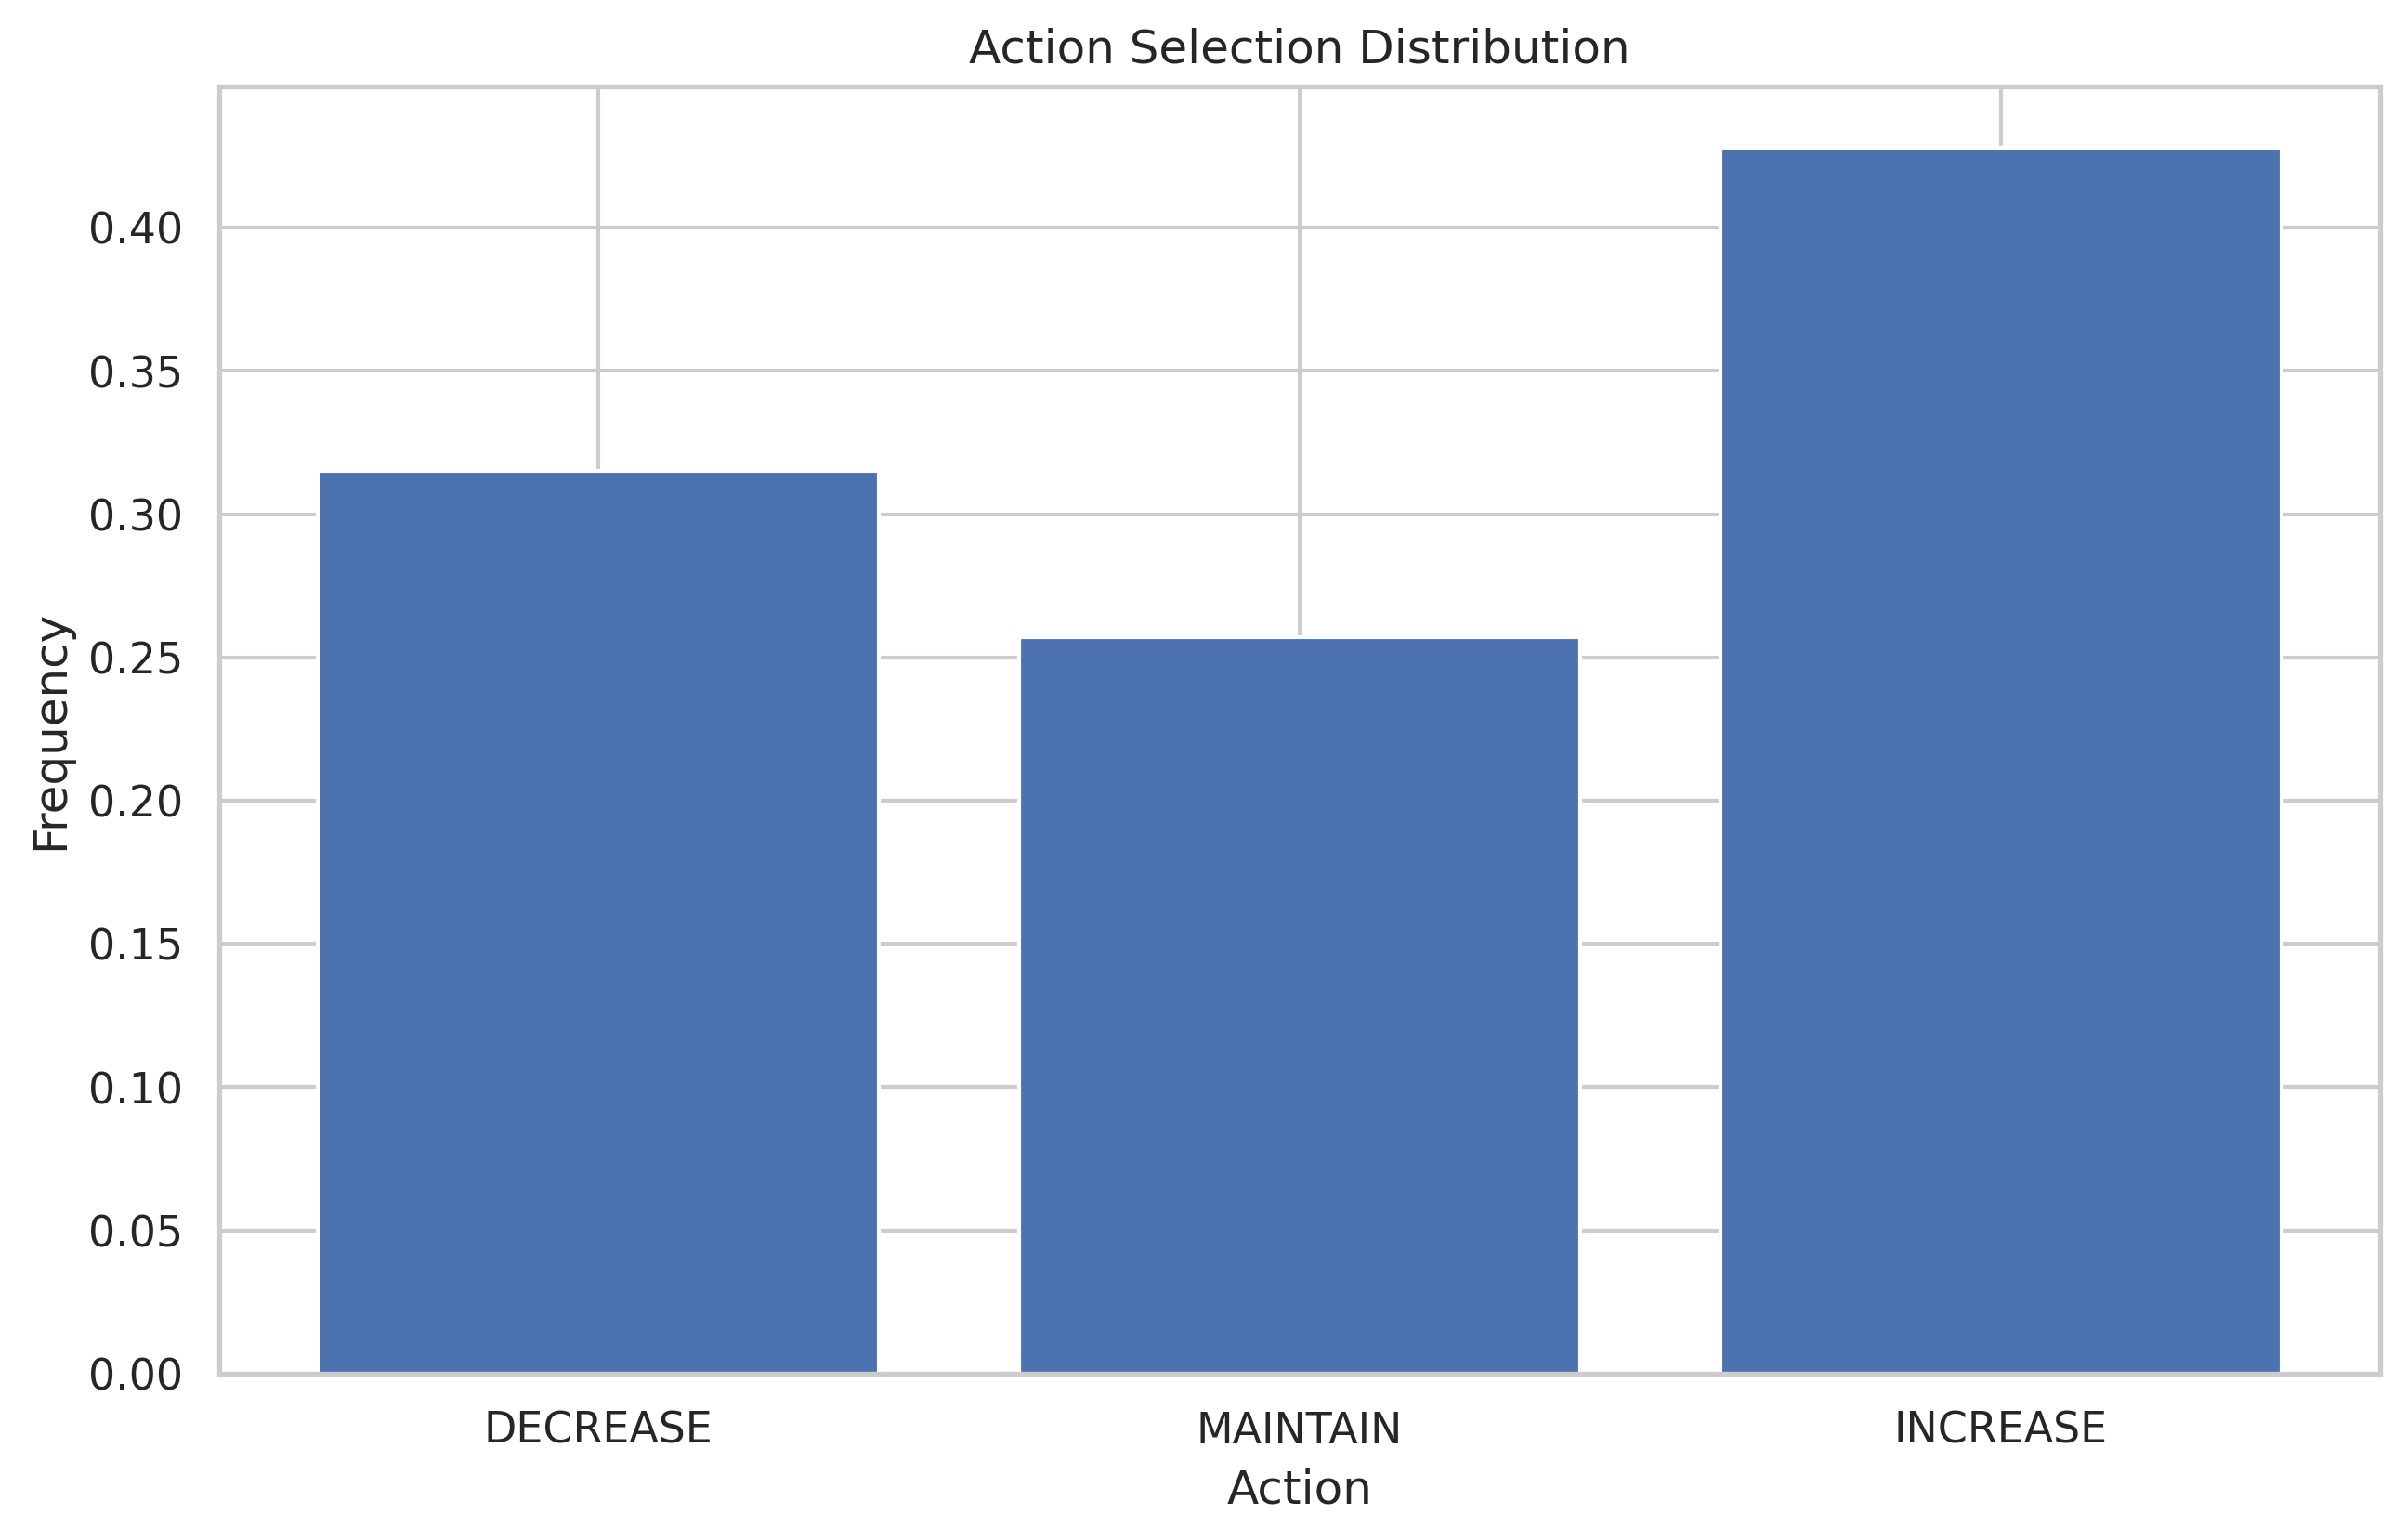 Action Selection Distribution
Frequency
0.40
0.35
0.30
0.25
0.20
0.15
0.10
0.05
0.00
DECREASE
MAINTAIN
INCREASE
Action